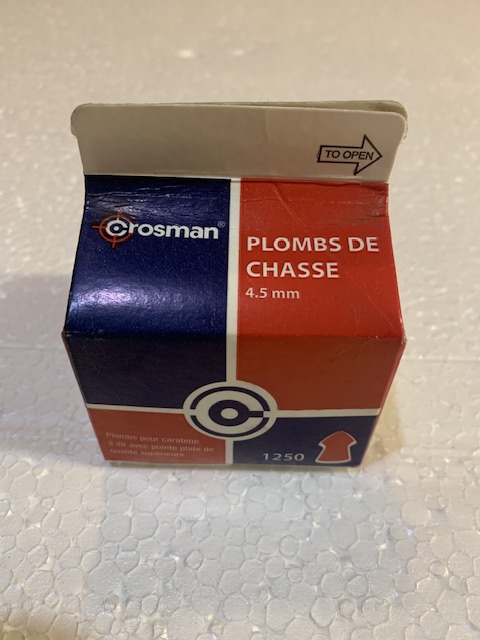 TO OPEN
Crosman®
PLOMBS DE
CHASSE
4.5 mm
Plombs pour carabine
à air avec pointe plate de
qualité supérieure
1250